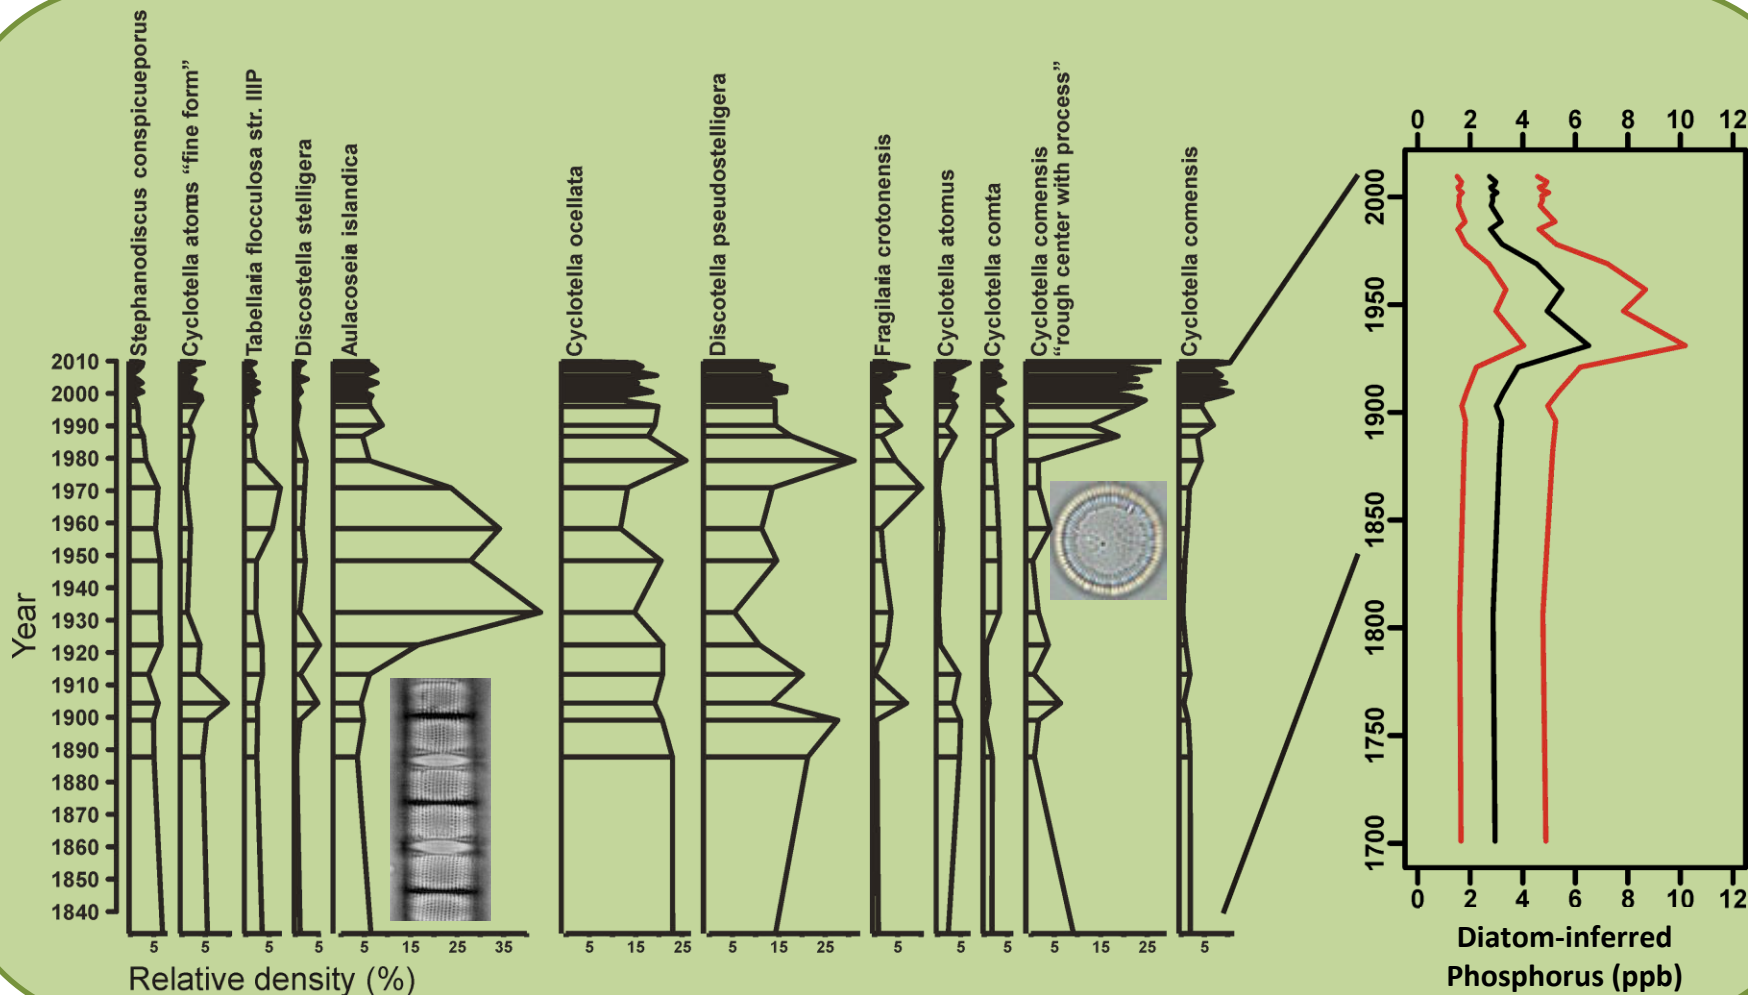 Stephanodiscus conspicueporus
Cyclotella atoms “fine form”
Tabellaria flocculosa str. IIIP
Discostella stelligera
Aulacoseia islandica
Cyclotella ocellata
Discotella pseudostelligera
Fragilaria crotonensis
Cyclotella atomus
Cyclotella comta
Cyclotella comensis
“rough center with process”
Cyclotella comensis
Year
2010
2000
1990
1980
1970
1960
1950
1940
1930
1920
1910
1900
1890
1880
1870
1860
1850
1840
5 5 5 5 5 15 25 35 5 15 25 5 15 25 5 5 5 5 15 25 5
Relative density (%)
0 2 4 6 8 10 12
2000
1950
1900
1850
1800
1750
1700
0 2 4 6 8 10 12
Diatom-inferred
Phosphorus (ppb)